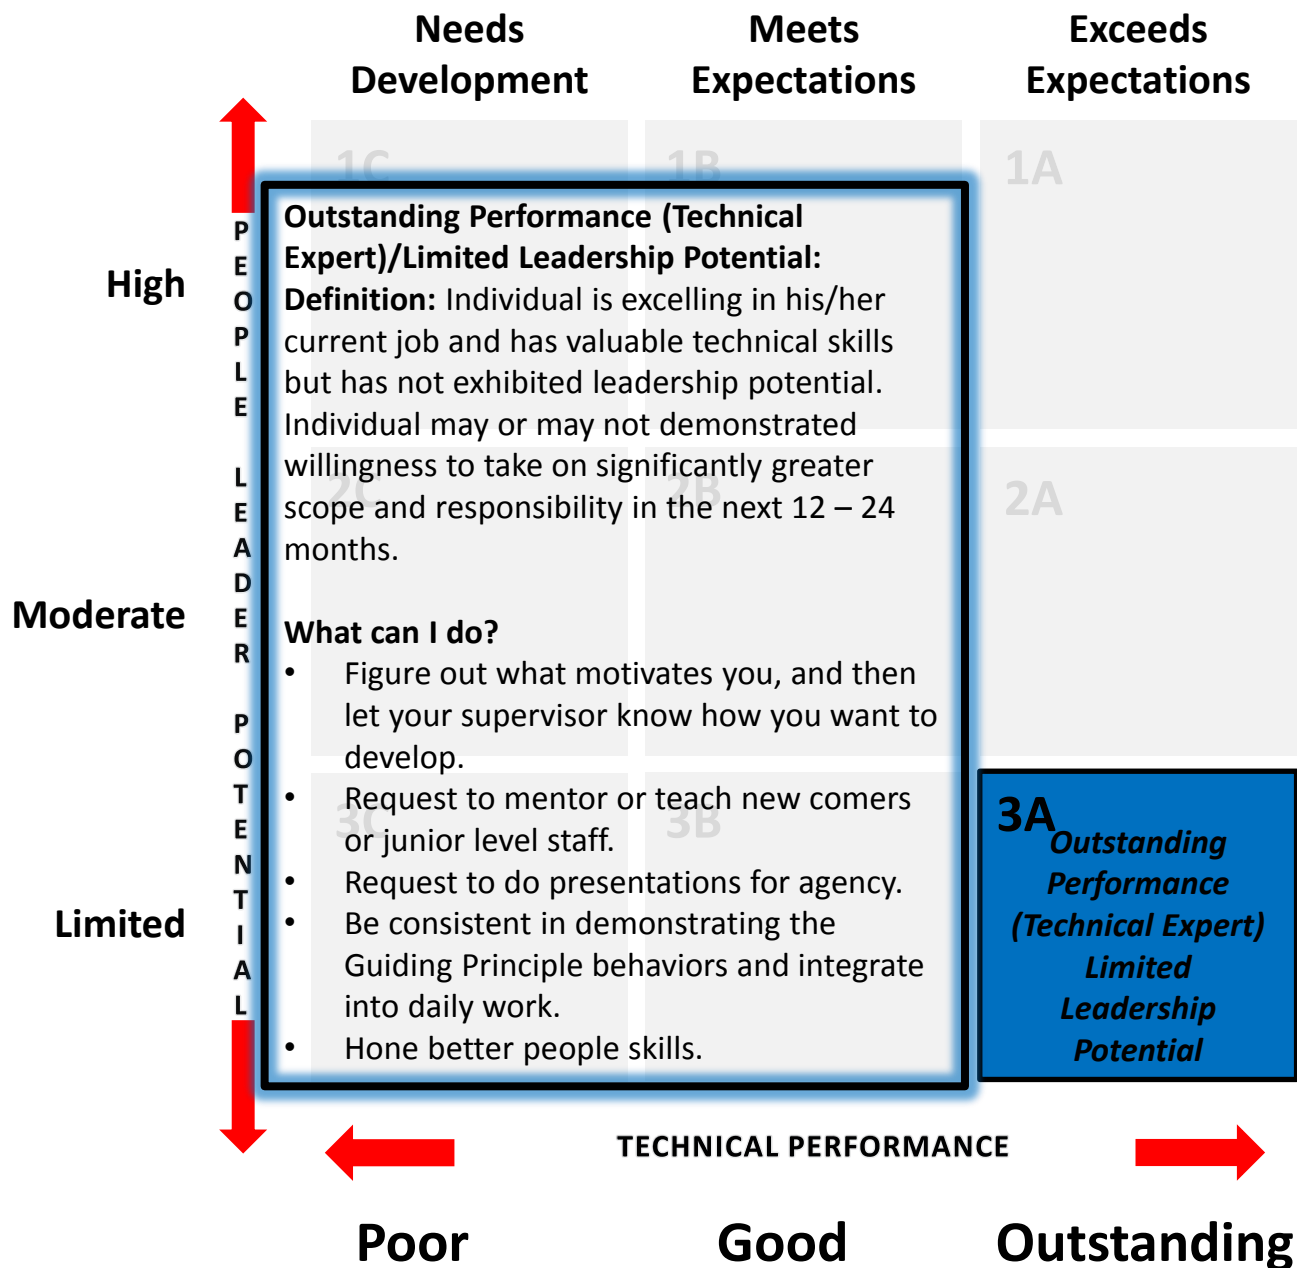 Needs
Development
Meets
Expectations
Exceeds
Expectations
1C
1B
1A
PEOPLE LEADER POTENTIAL
High
Moderate
Limited
Outstanding Performance (Technical
Expert)/Limited Leadership Potential:
Definition: Individual is excelling in his/her
current job and has valuable technical skills
but has not exhibited leadership potential.
Individual may or may not demonstrated
willingness to take on significantly greater
scope and responsibility in the next 12 – 24
months.
What can I do?
• Figure out what motivates you, and then
let your supervisor know how you want to
develop.
• Request to mentor or teach new comers
or junior level staff.
• Request to do presentations for agency.
• Be consistent in demonstrating the
Guiding Principle behaviors and integrate
into daily work.
• Hone better people skills.
2C
2B
2A
3C
3B
3A
Outstanding
Performance
(Technical Expert)
Limited
Leadership
Potential
TECHNICAL PERFORMANCE
Poor
Good
Outstanding